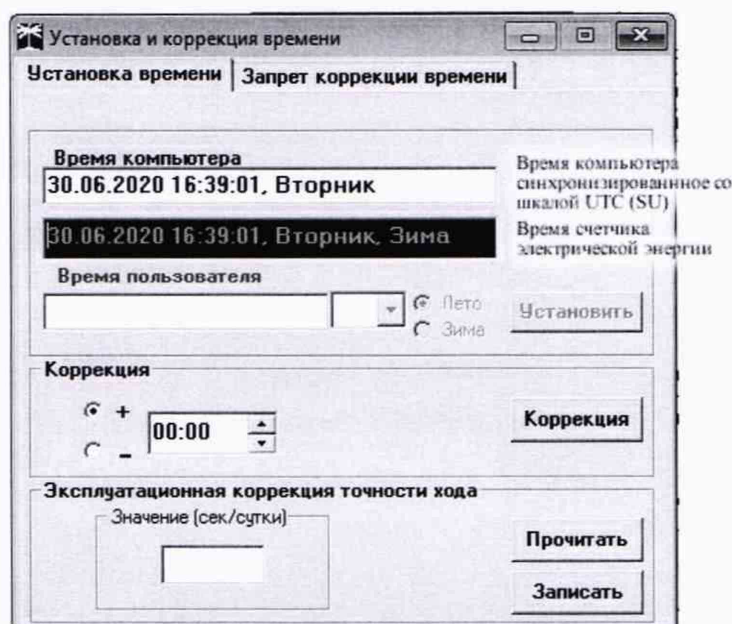 Установка и коррекция времени
Установка времени
Запрет коррекции времени
Время компьютера
30.06.2020 16:39:01, Вторник
Время компьютера
синхронизированнное со
шкалой UTC (SU)
30.06.2020 16:39:01, Вторник, Зима
Время счетчика
электрической энергии
Время пользователя
Лето
Зима
Установить
Коррекция
+
00:00
-
Коррекция
Эксплуатационная коррекция точности хода
Значение (сек/сутки)
Прочитать
Записать